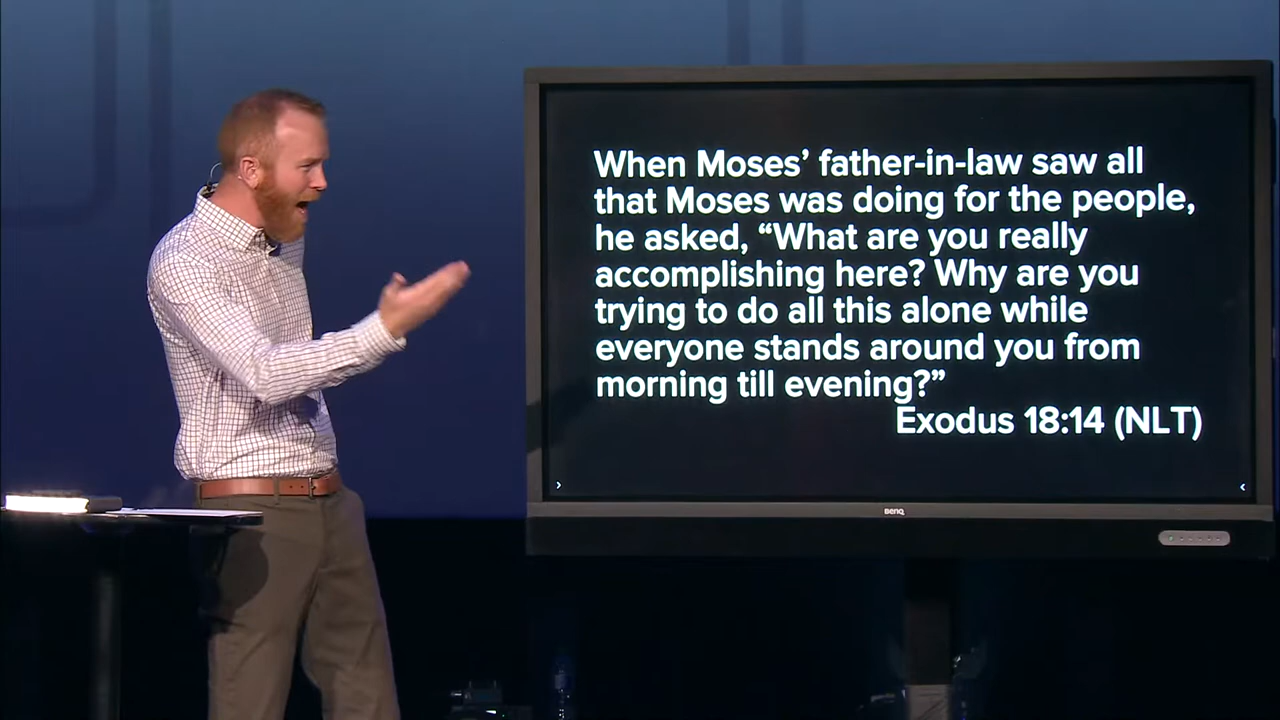 When Moses’ father-in-law saw all
that Moses was doing for the people,
he asked, “What are you really
accomplishing here? Why are you
trying to do all this alone while
everyone stands around you from
morning till evening?”
Exodus 18:14 (NLT)
BenQ